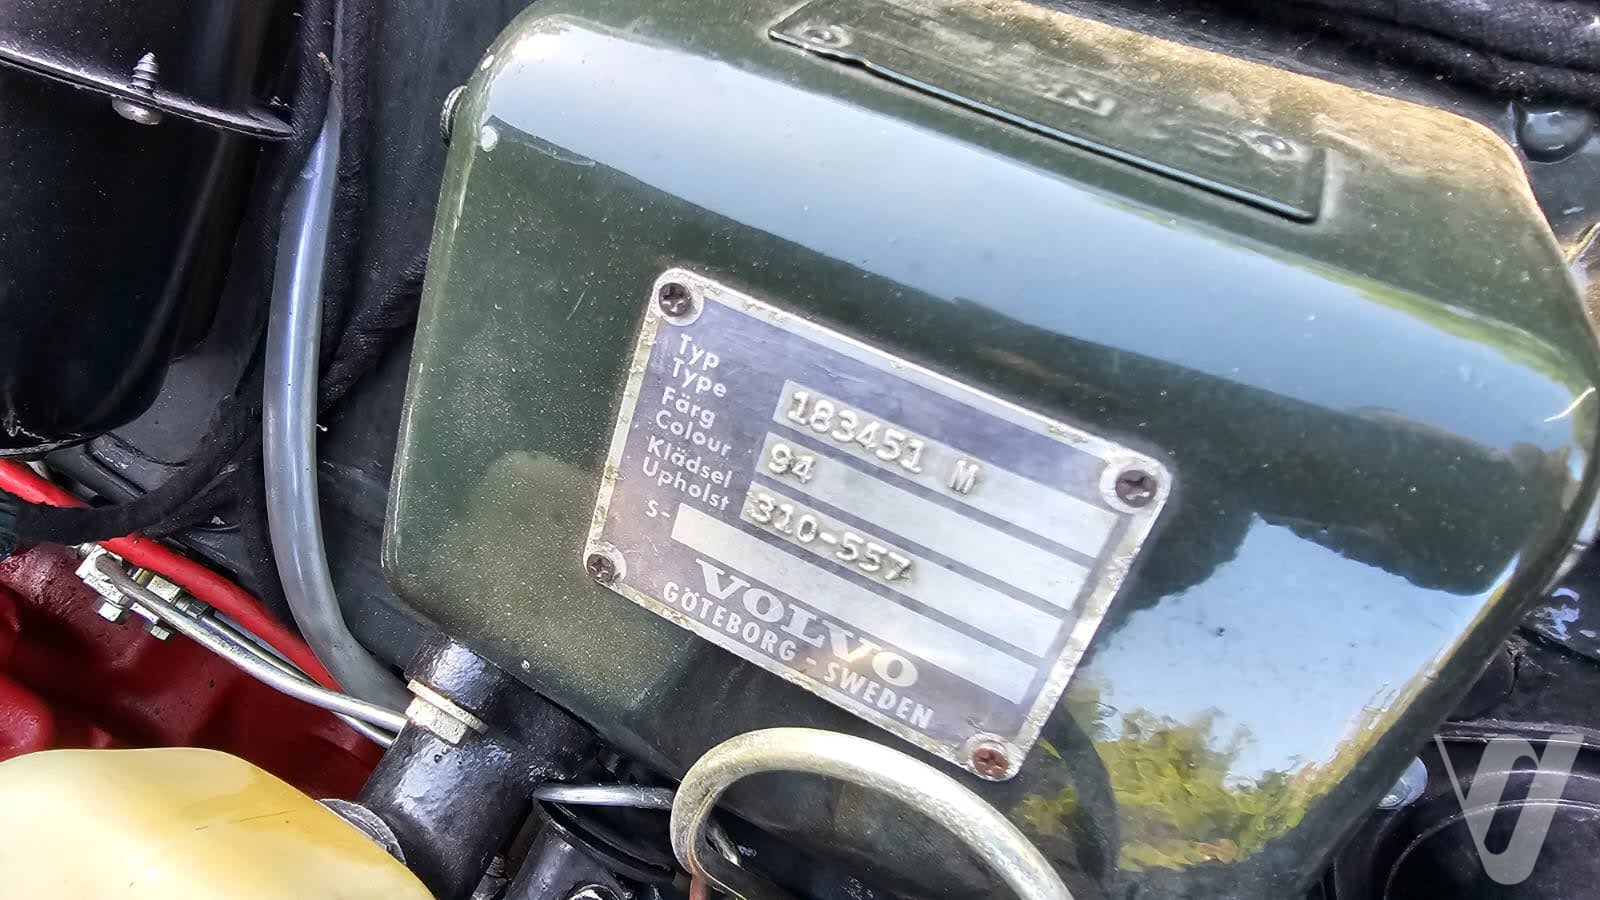 Typ
Type 183451 M
Färg
Colour 94
Klädsel
Upholst 310-557
S-
VOLVO
GÖTEBORG - SWEDEN